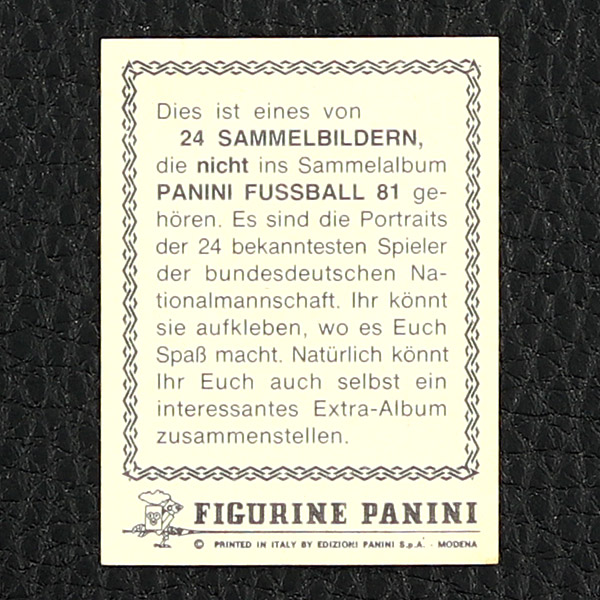 Dies ist eines von
24 SAMMELBILDERN,
die nicht ins Sammelalbum
PANINI FUSSBALL 81 ge-
hören. Es sind die Portraits
der 24 bekanntesten Spieler
der bundesdeutschen Na-
tionalmannschaft. Ihr könnt
sie aufkleben, wo es Euch
Spaß macht. Natürlich könnt
Ihr Euch auch selbst ein
interessantes Extra-Album
zusammenstellen.
FIGURINE PANINI
© PRINTED IN ITALY BY EDIZIONI PANINI S.p.A. - MODENA